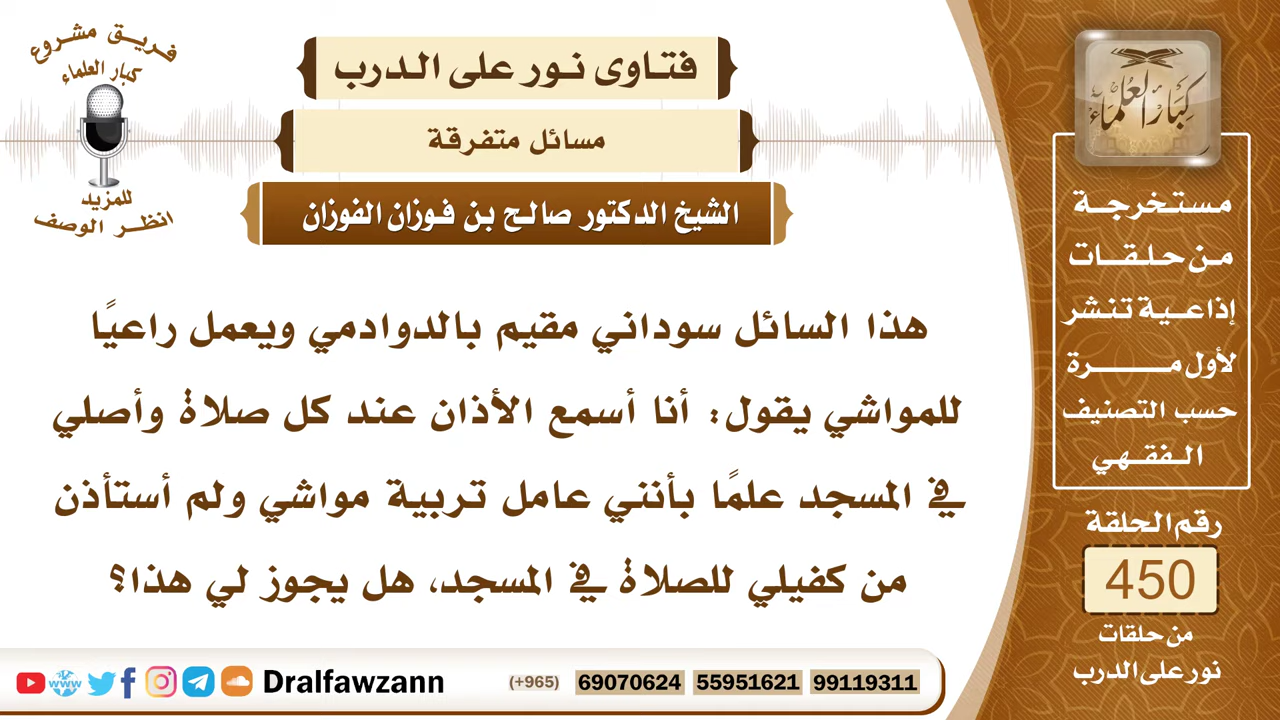 فريق مشروع
كبار العلماء
للمزيد
انظر الوصف
فتاوى نور على الدرب
مسائل متفرقة
الشيخ الدكتور صالح بن فوزان الفوزان
هذا السائل سوداني مقيم بالدوادمي ويعمل راعيًا
للمواشي يقول: أنا أسمع الأذان عند كل صلاة وأصلي
في المسجد علمًا بأنني عامل تربية مواشي ولم أستأذن
من كفيلي للصلاة في المسجد، هل يجوز لي هذا؟
كبار العلماء
مستخرجة
من حلقات
إذاعية تنشر
لأول مرة
حسب التصنيف
الفقهي
رقم الحلقة
450
من حلقات
نور على الدرب
www
Dralfawzann (+965) 69070624 55951621 99119311